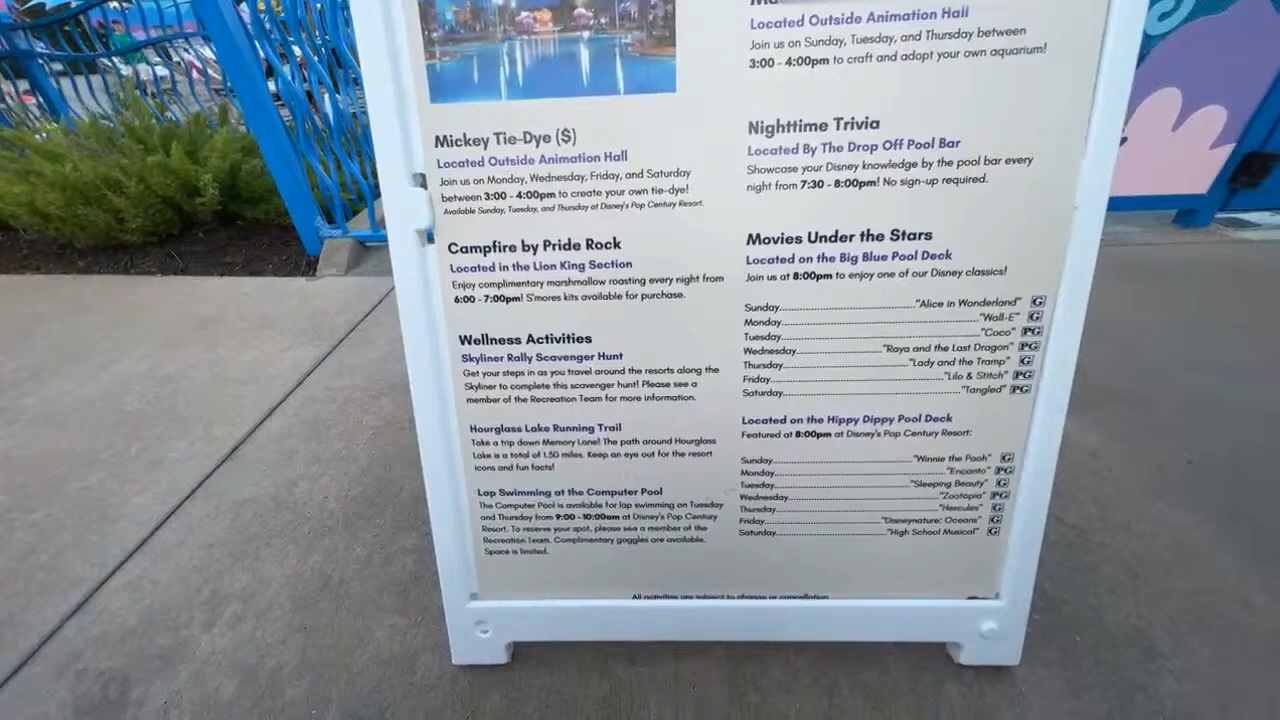 Mickey Tie-Dye ($)
Located Outside Animation Hall
Join us on Monday, Wednesday, Friday, and Saturday
between 3:00 - 4:00pm to create your own tie-dye!
Available Sunday, Tuesday, and Thursday at Disney's Pop Century Resort.
Campfire by Pride Rock
Located in the Lion King Section
Enjoy complimentary marshmallow roasting every night from
6:00 - 7:00pm! S'mores kits available for purchase.
Wellness Activities
Skyliner Rally Scavenger Hunt
Get your steps in as you travel around the resorts along the
Skyliner to complete this scavenger hunt! Please see a
member of the Recreation Team for more information.
Hourglass Lake Running Trail
Take a trip down Memory Lane! The path around Hourglass
Lake is a total of 1.50 miles. Keep an eye out for the resort
icons and fun facts!
Lap Swimming at the Computer Pool
The Computer Pool is available for lap swimming on Tuesday
and Thursday from 9:00 - 10:00am at Disney's Pop Century
Resort. To reserve your spot, please see a member of the
Recreation Team. Complimentary goggles are available.
Space is limited.
Located Outside Animation Hall
Join us on Sunday, Tuesday, and Thursday between
3:00 - 4:00pm to craft and adopt your own aquarium!
Nighttime Trivia
Located By The Drop Off Pool Bar
Showcase your Disney knowledge by the pool bar every
night from 7:30 - 8:00pm! No sign-up required.
Movies Under the Stars
Located on the Big Blue Pool Deck
Join us at 8:00pm to enjoy one of our Disney classics!
Sunday..............................."Alice in Wonderland" G
Monday..............................."Wall-E" G
Tuesday..............................."Coco" PG
Wednesday....................."Raya and the Last Dragon" PG
Thursday..............................."Lady and the Tramp" G
Friday..............................."Lilo & Stitch" PG
Saturday..............................."Tangled" PG
Located on the Hippy Dippy Pool Deck
Featured at 8:00pm at Disney's Pop Century Resort:
Sunday..............................."Winnie the Pooh" G
Monday..............................."Encanto" PG
Tuesday..............................."Sleeping Beauty" G
Wednesday..............................."Zootopia" PG
Thursday..............................."Hercules" G
Friday..............................."Disneynature: Oceans" G
Saturday..............................."High School Musical" G
All activities are subject to change or cancellation